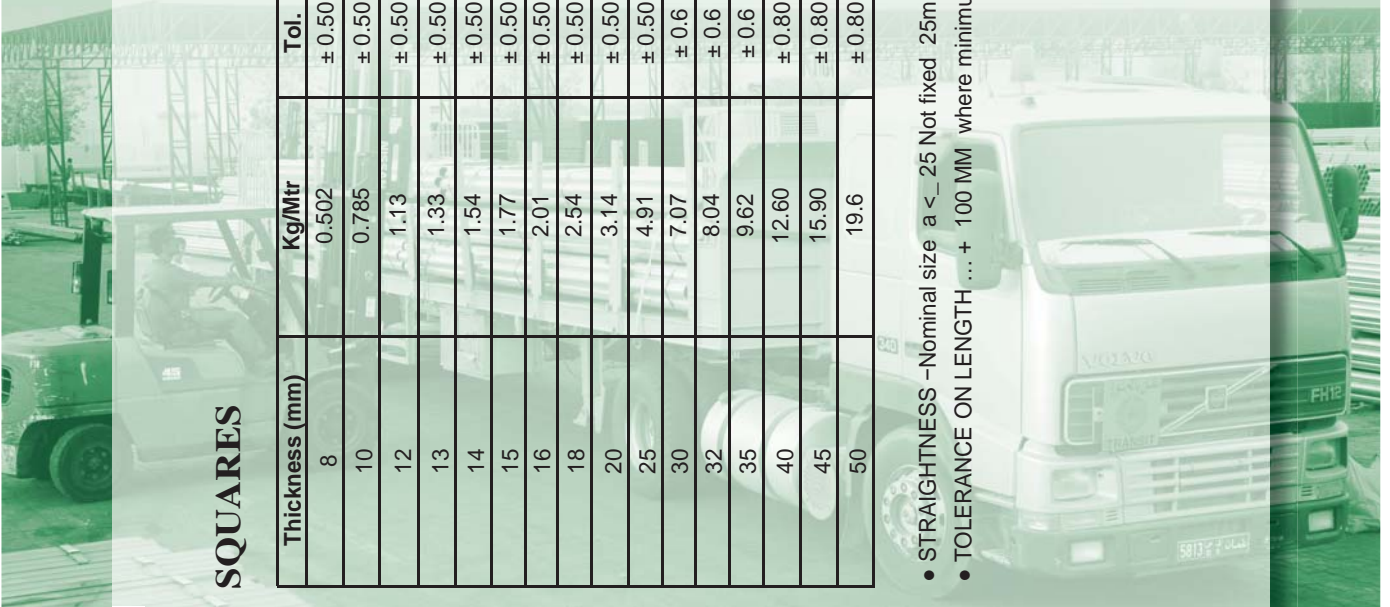 SQUARES
Thickness (mm) Kg/Mtr Tol.
8 0.502 ± 0.50
10 0.785 ± 0.50
12 1.13 ± 0.50
13 1.33 ± 0.50
14 1.54 ± 0.50
15 1.77 ± 0.50
16 2.01 ± 0.50
18 2.54 ± 0.50
20 3.14 ± 0.50
25 4.91 ± 0.50
30 7.07 ± 0.6
32 8.04 ± 0.6
35 9.62 ± 0.6
40 12.60 ± 0.80
45 15.90 ± 0.80
50 19.6 ± 0.80
• STRAIGHTNESS –Nominal size a <_ 25 Not fixed 25m
• TOLERANCE ON LENGTH ... + 100 MM where minimu
340
VOLVO
FH12
TRANSIT
5813